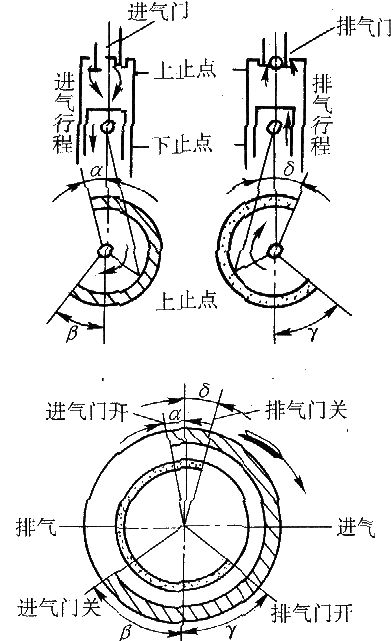 进气门
排气门
进气行程
上止点
排气行程
下止点
α
δ
上止点
β
γ
进气门开
α
δ
排气门关
排气
进气
进气门关
β
γ
排气门开